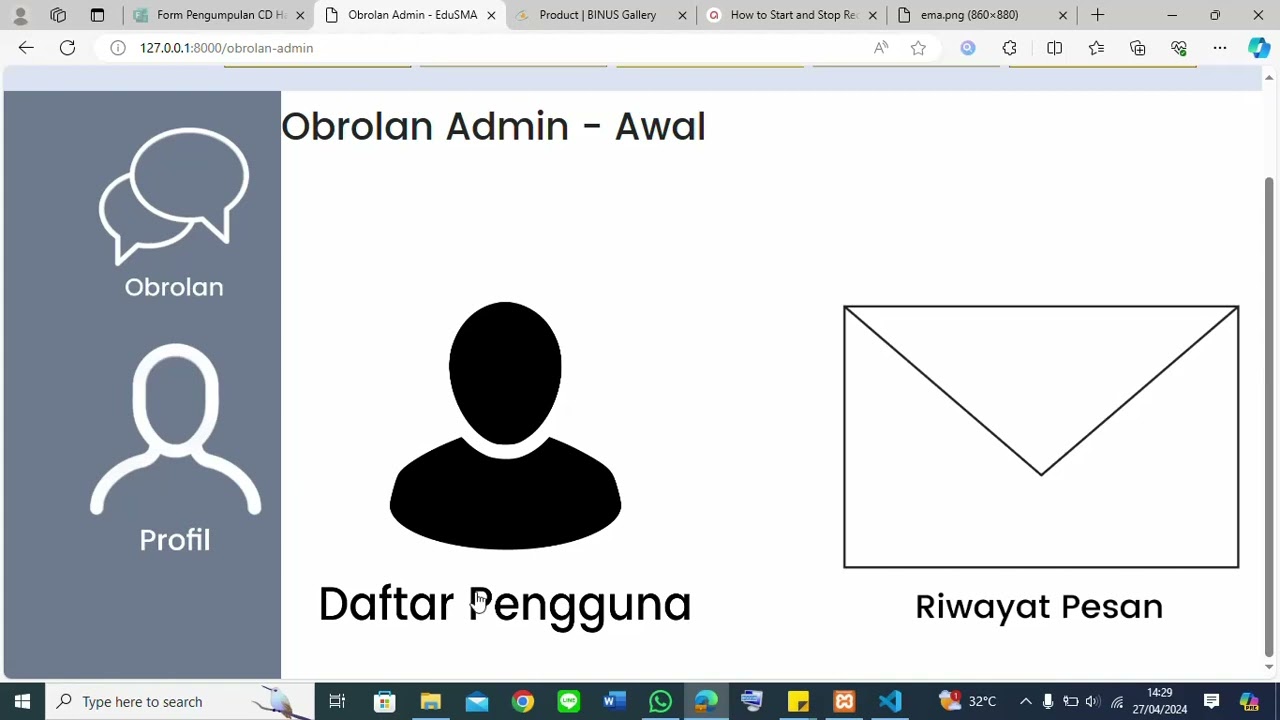 Form Pengumpulan CD Ha
Obrolan Admin - EduSMA
Product | BINUS Gallery
How to Start and Stop Rec
ema.png (860×880)
127.0.0.1:8000/obrolan-admin
Obrolan Admin - Awal
Obrolan
Profil
Daftar Pengguna
Riwayat Pesan
Type here to search
32°C
14:29
27/04/2024